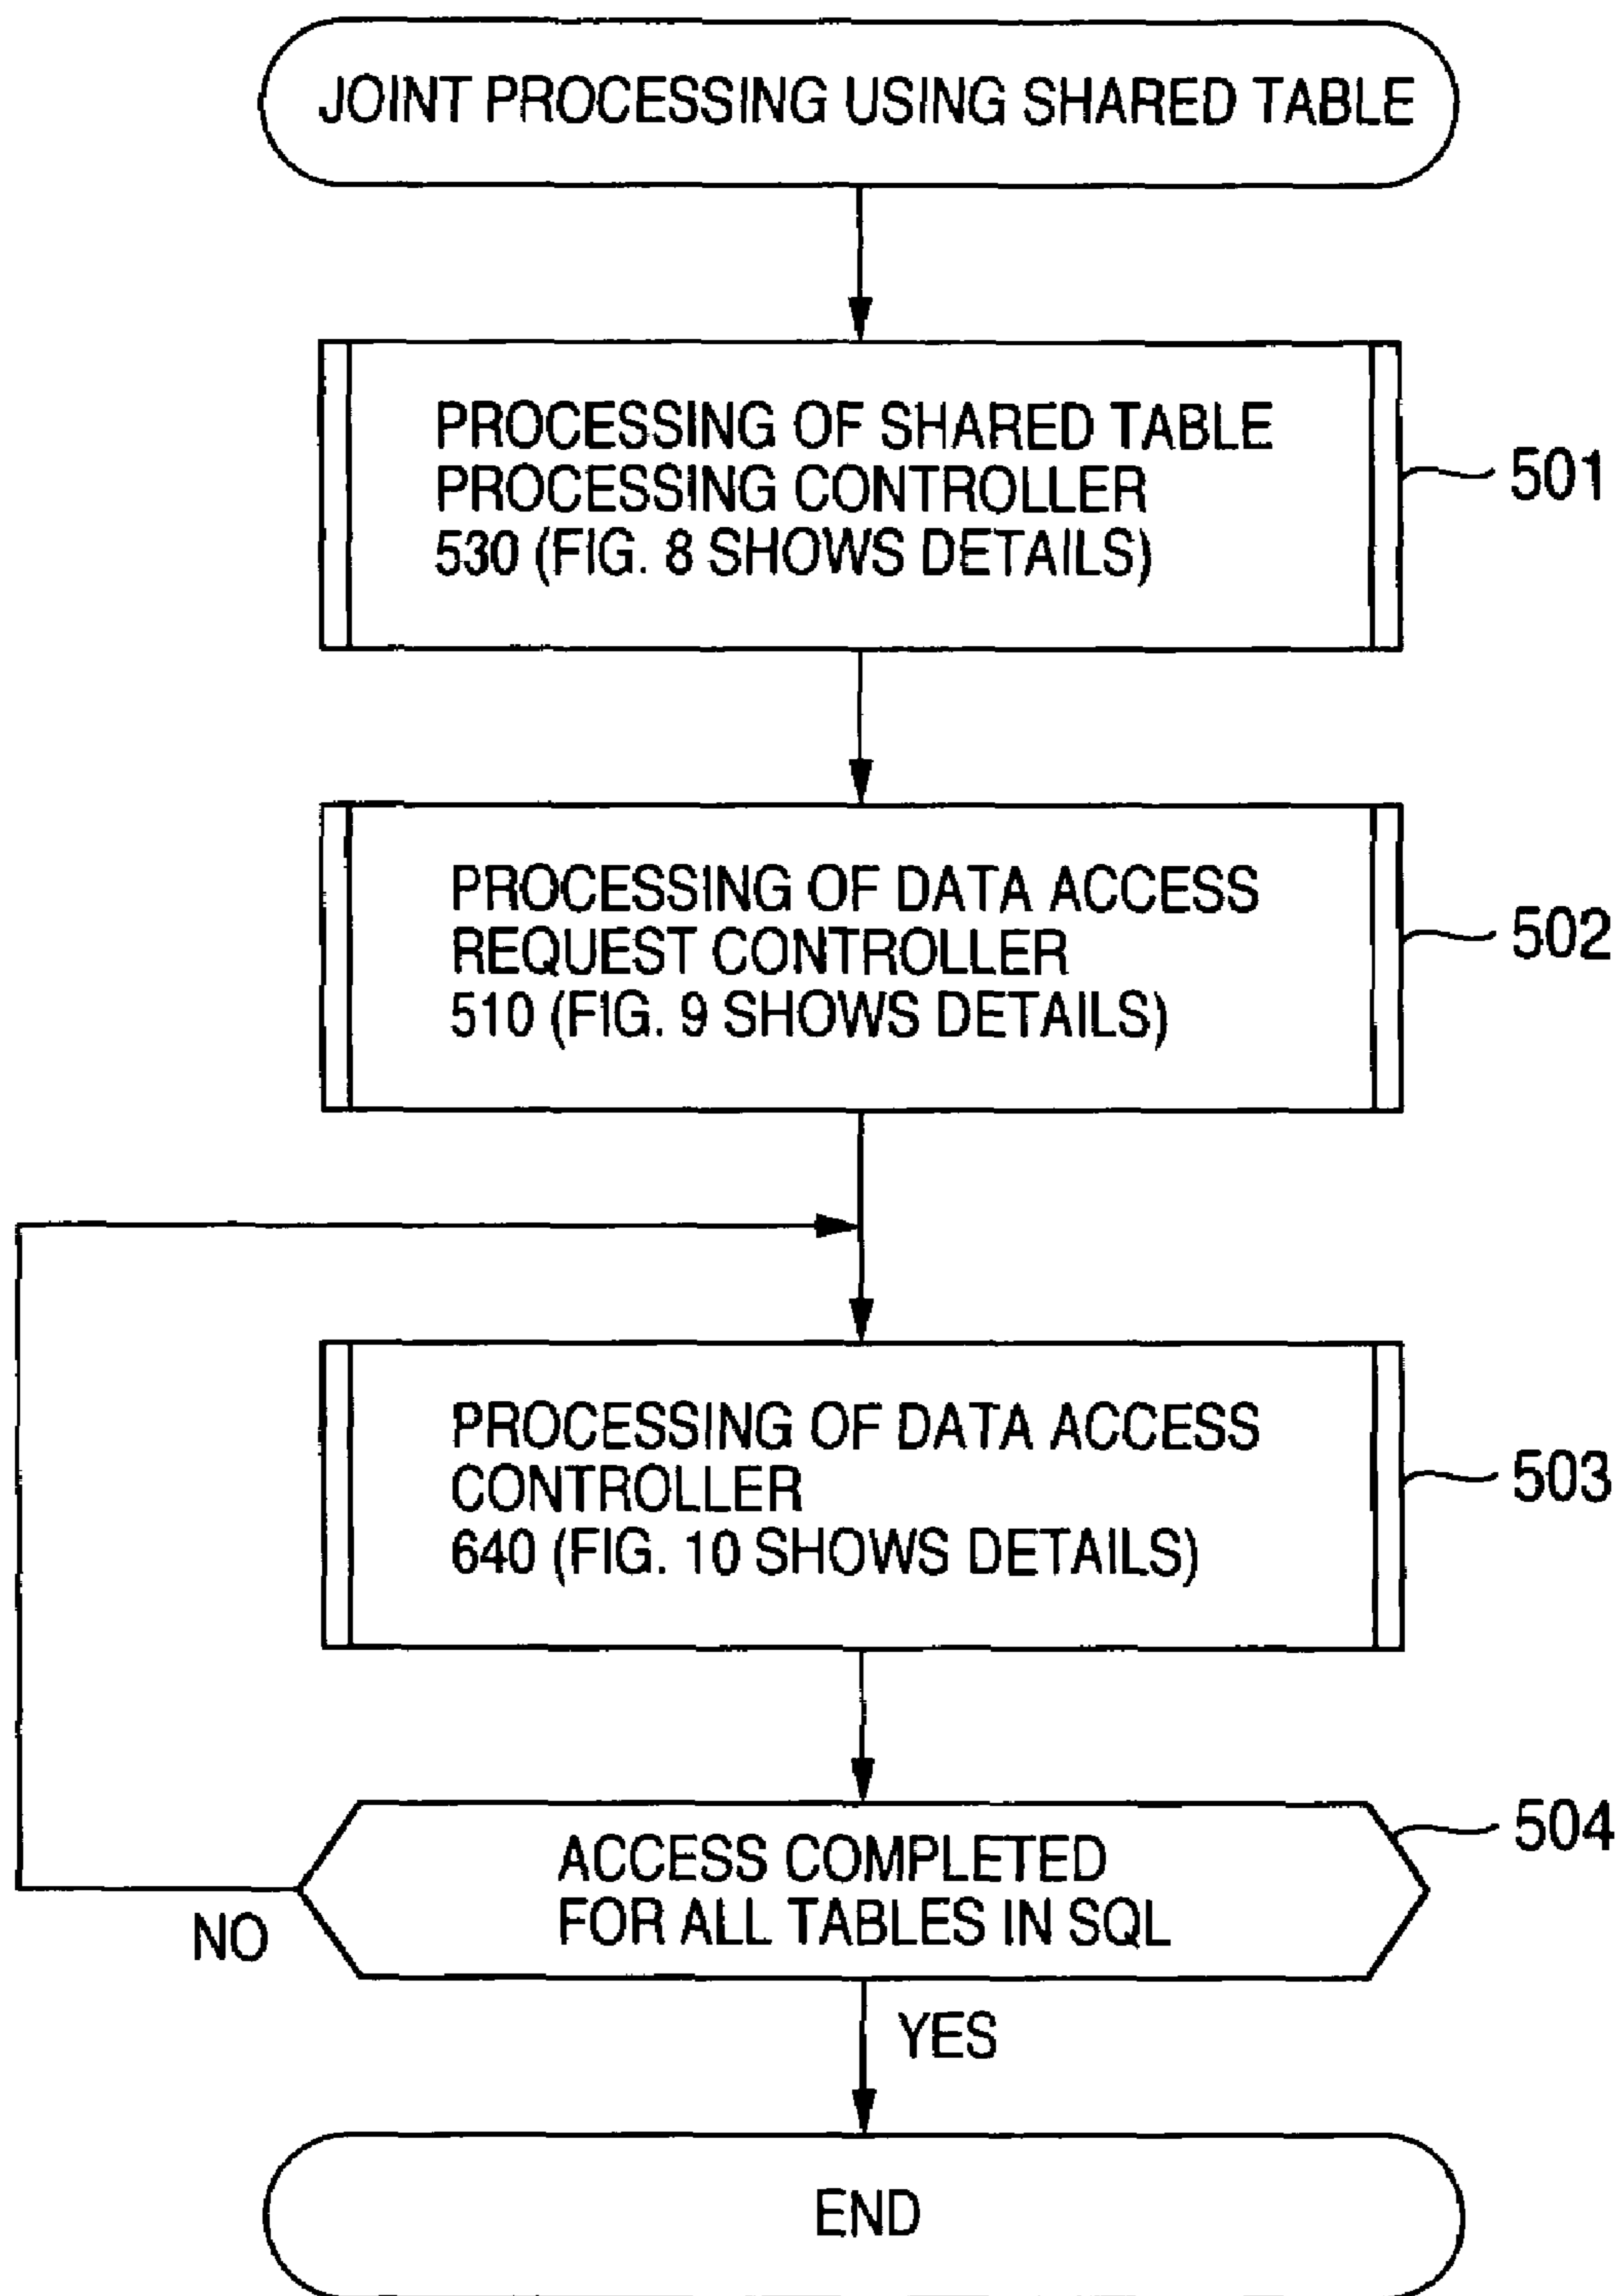 JOINT PROCESSING USING SHARED TABLE
PROCESSING OF SHARED TABLE
PROCESSING CONTROLLER
530 (FIG. 8 SHOWS DETAILS)
501
PROCESSING OF DATA ACCESS
REQUEST CONTROLLER
510 (FIG. 9 SHOWS DETAILS)
502
PROCESSING OF DATA ACCESS
CONTROLLER
640 (FIG. 10 SHOWS DETAILS)
503
ACCESS COMPLETED
FOR ALL TABLES IN SQL
504
NO
YES
END